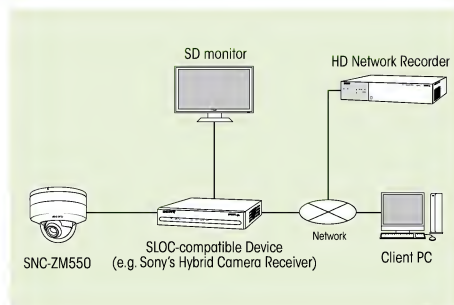 SD monitor
HD Network Recorder
SNC-ZM550
SLOC-compatible Device
(e.g. Sony's Hybrid Camera Receiver)
Network
Client PC